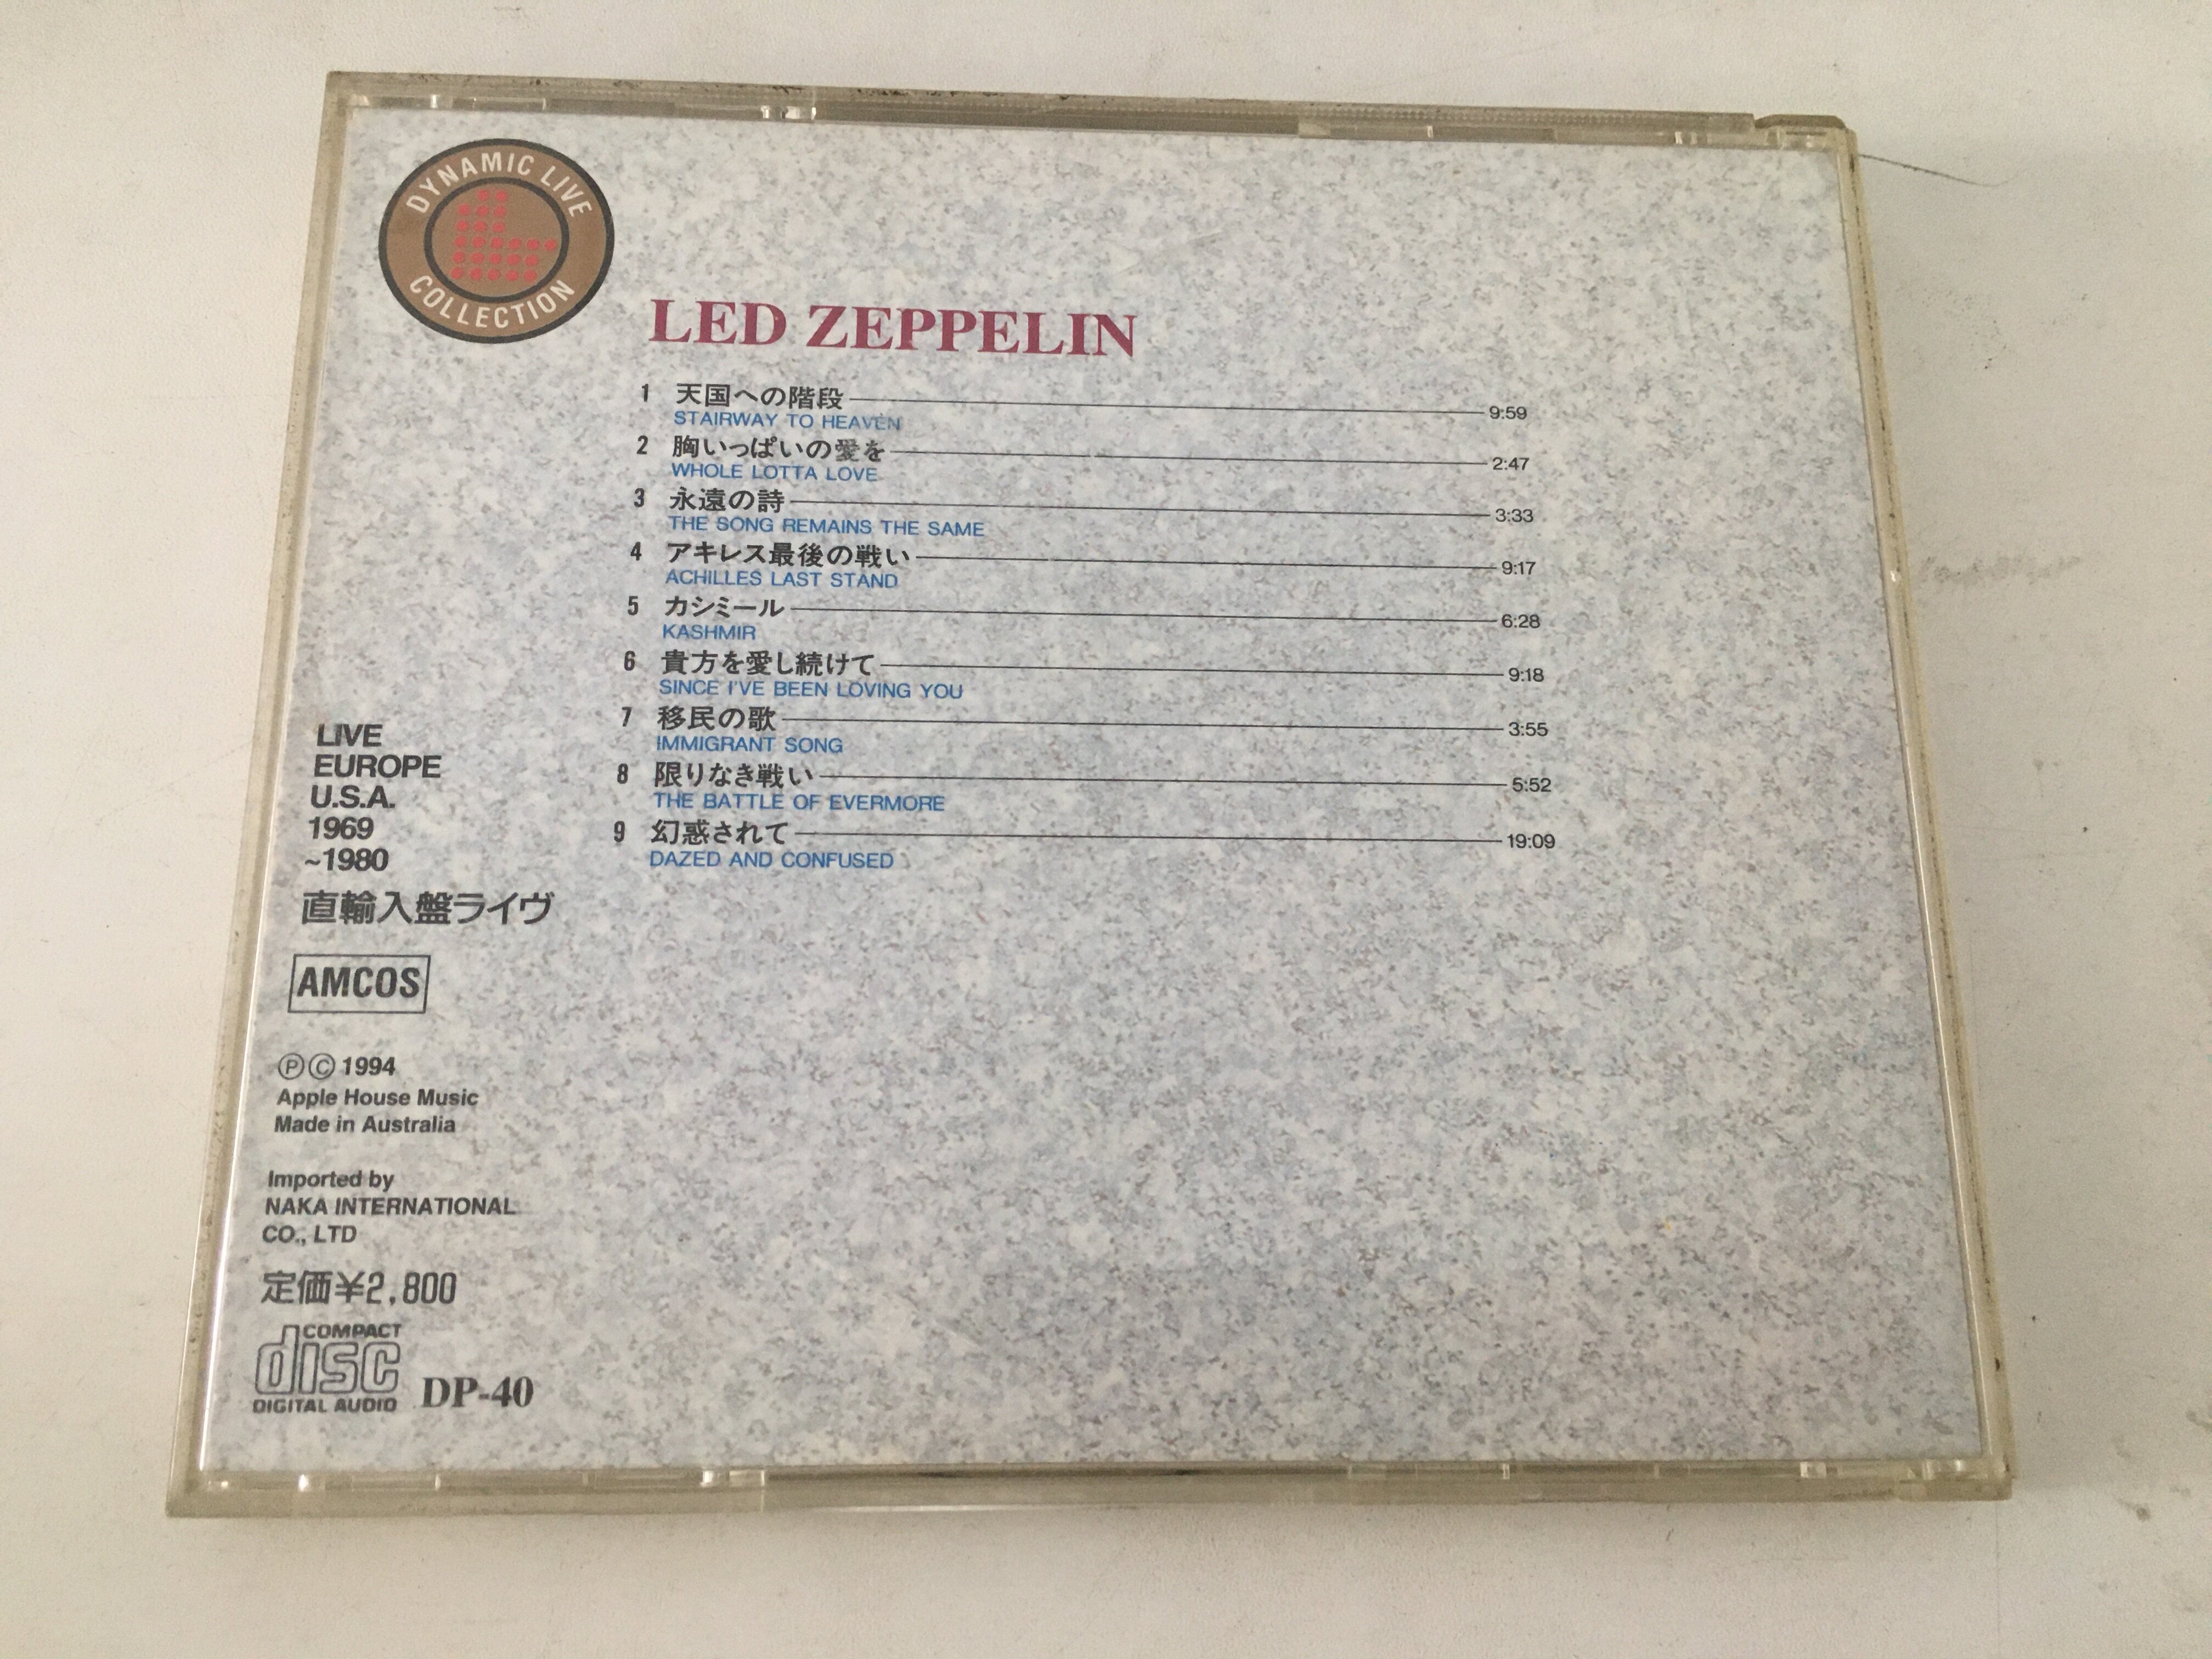 DYNAMIC LIVE
COLLECTION
LED ZEPPELIN
1 天国への階段 9:59
STAIRWAY TO HEAVEN
2 胸いっぱいの愛を 2:47
WHOLE LOTTA LOVE
3 永遠の詩 3:33
THE SONG REMAINS THE SAME
4 アキレス最後の戦い 9:17
ACHILLES LAST STAND
5 カシミール 6:28
KASHMIR
6 貴方を愛し続けて 9:18
SINCE I'VE BEEN LOVING YOU
7 移民の歌 3:55
IMMIGRANT SONG
8 限りなき戦い 5:52
THE BATTLE OF EVERMORE
9 幻惑されて 19:09
DAZED AND CONFUSED
LIVE
EUROPE
U.S.A.
1969
~1980
直輸入盤ライヴ
AMCOS
ⓅⒸ 1994
Apple House Music
Made in Australia
Imported by
NAKA INTERNATIONAL
CO., LTD
定価¥2,800
COMPACT
disc
DIGITAL AUDIO
DP-40